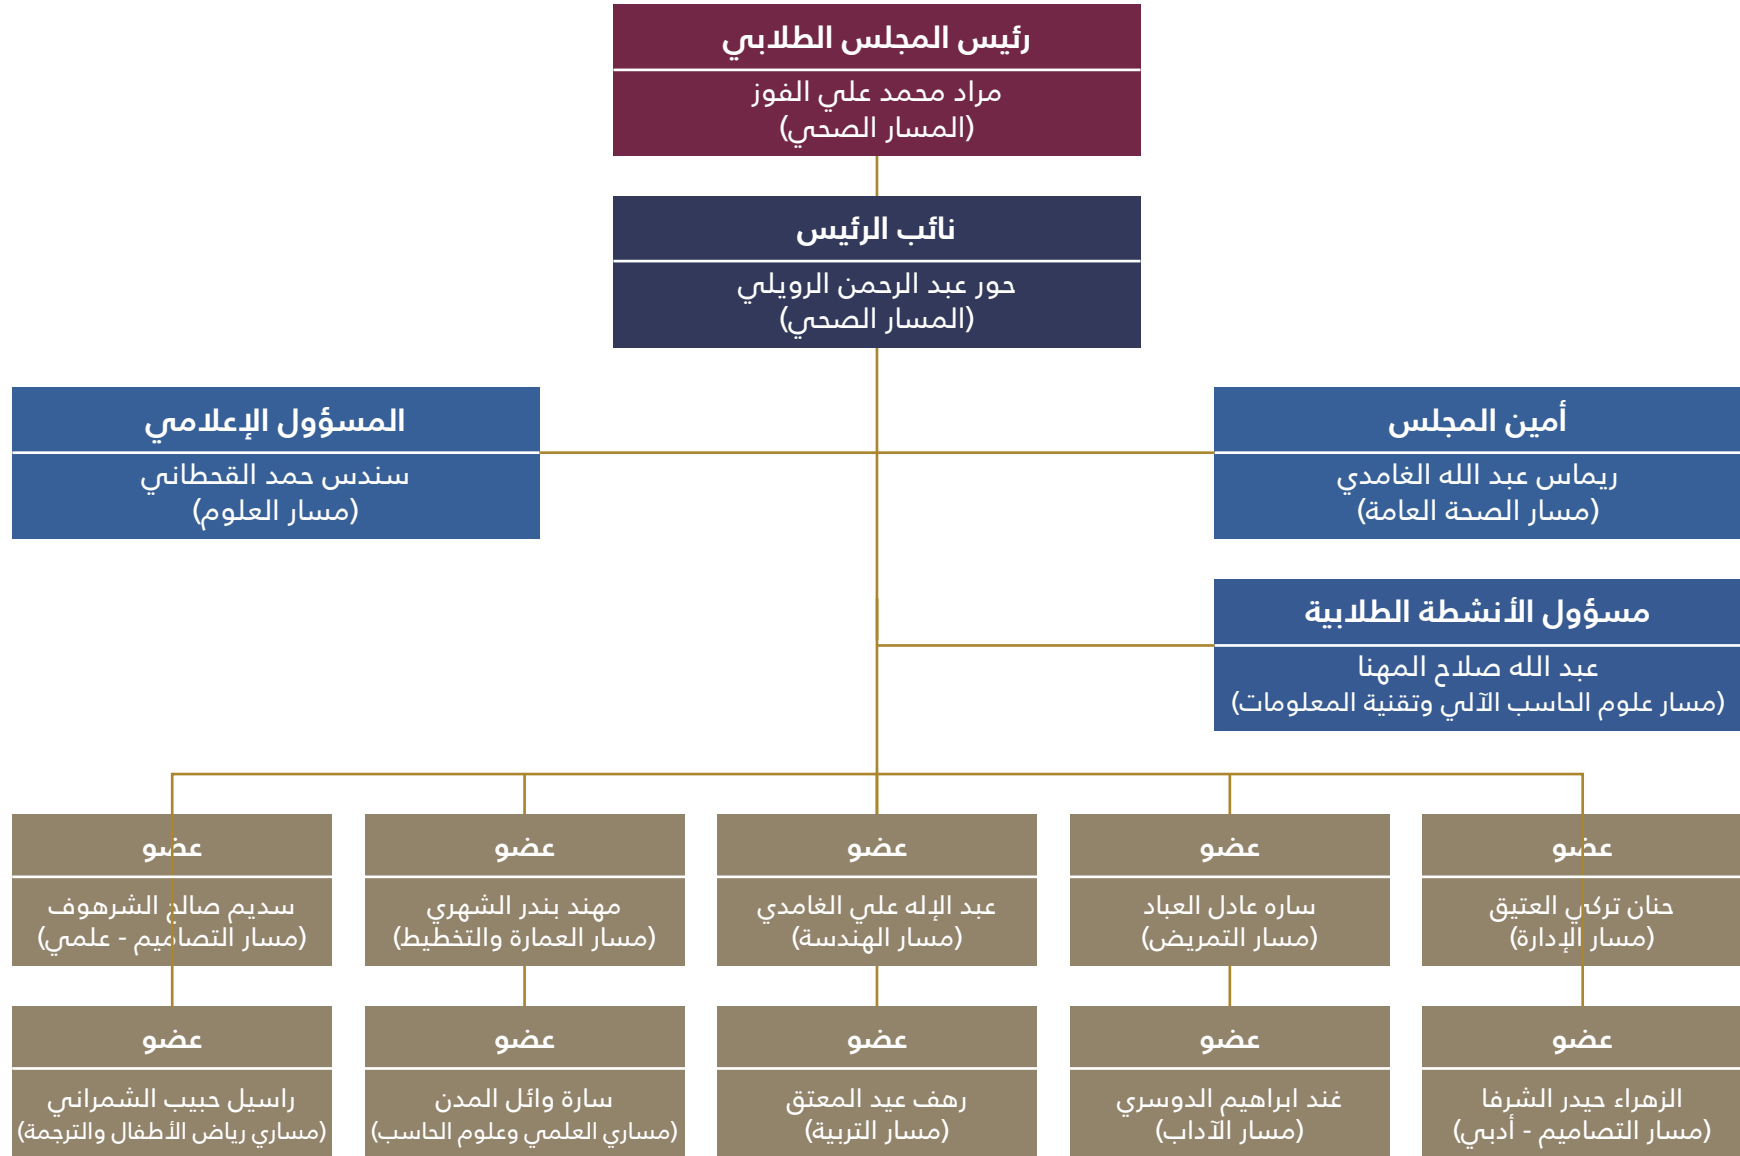 رئيس المجلس الطلابي
مراد محمد علي الفوز
(المسار الصحي)
نائب الرئيس
حور عبد الرحمن الرويلي
(المسار الصحي)
أمين المجلس
ريماس عبد الله الغامدي
(مسار الصحة العامة)
المسؤول الإعلامي
سندس حمد القحطاني
(مسار العلوم)
مسؤول الأنشطة الطلابية
عبد الله صلاح المهنا
(مسار علوم الحاسب الآلي وتقنية المعلومات)
عضو
حنان تركي العتيق
(مسار الإدارة)
عضو
ساره عادل العباد
(مسار التمريض)
عضو
عبد الإله علي الغامدي
(مسار الهندسة)
عضو
مهند بندر الشهري
(مسار العمارة والتخطيط)
عضو
سديم صالح الشرهوف
(مسار التصاميم - علمي)
عضو
الزهراء حيدر الشرفا
(مسار التصاميم - أدبي)
عضو
غند ابراهيم الدوسري
(مسار الآداب)
عضو
رهف عيد المعتق
(مسار التربية)
عضو
سارة وائل المدن
(مساري العلمي وعلوم الحاسب)
عضو
راسيل حبيب الشمراني
(مساري رياض الأطفال والترجمة)